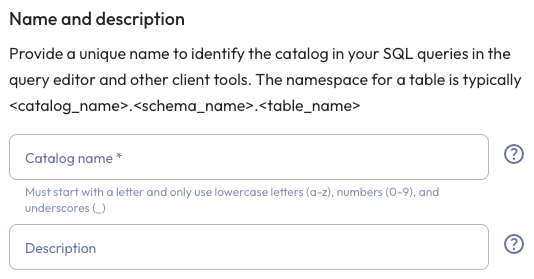 Name and description
Provide a unique name to identify the catalog in your SQL queries in the
query editor and other client tools. The namespace for a table is typically
<catalog_name>.<schema_name>.<table_name>
Catalog name *
Must start with a letter and only use lowercase letters (a-z), numbers (0-9), and
underscores (_)
Description